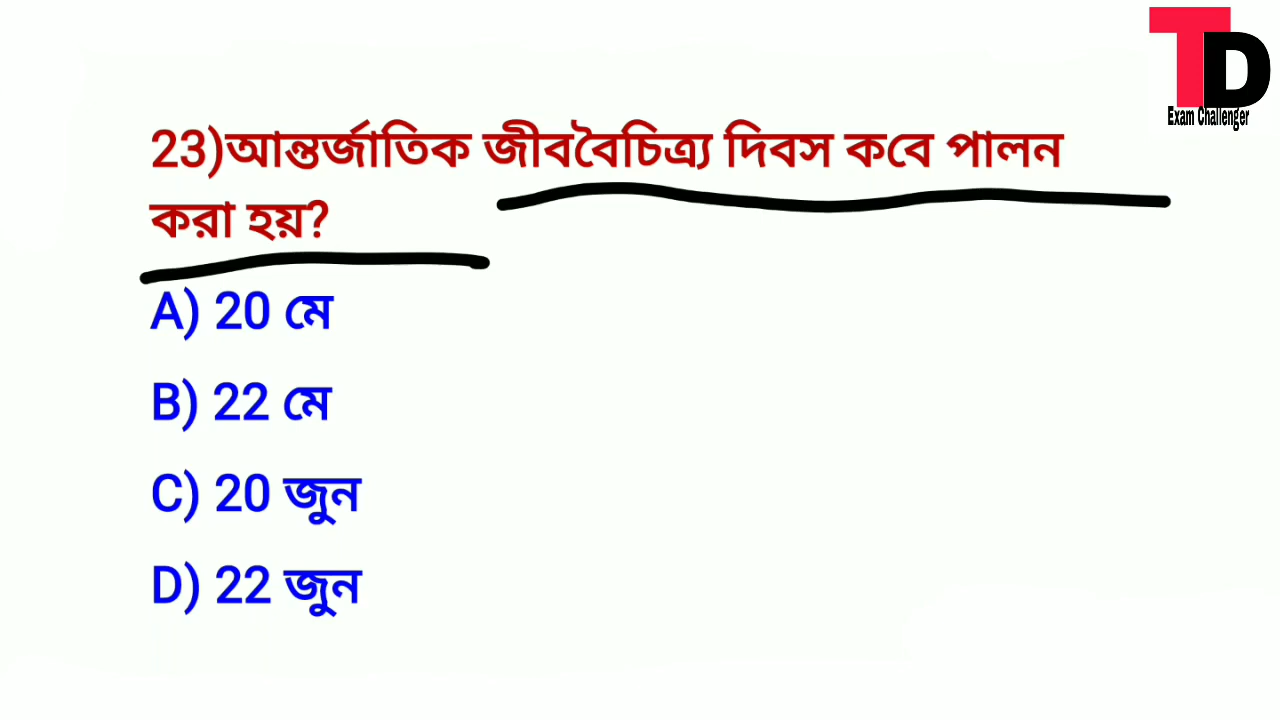 TD
Exam Challenger
23)আন্তর্জাতিক জীববৈচিত্র্য দিবস কবে পালন
করা হয়?
A) 20 মে
B) 22 মে
C) 20 জুন
D) 22 জুন